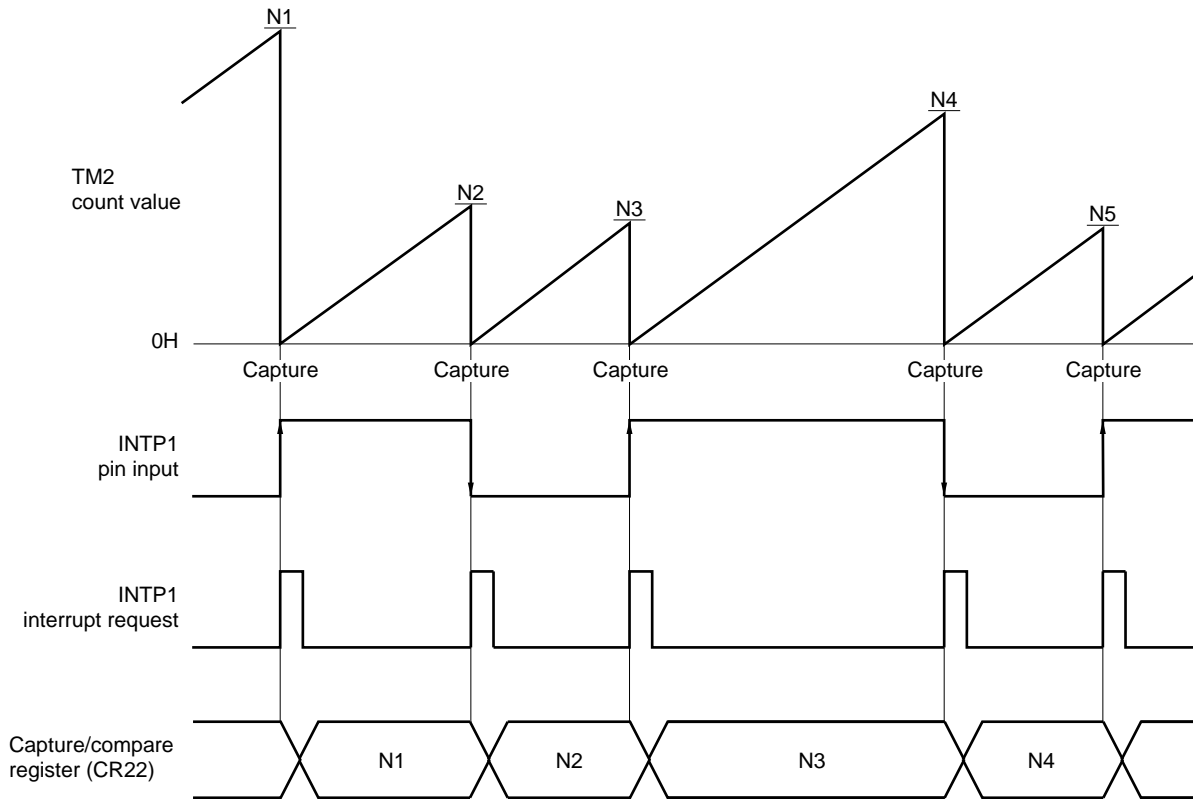 N1
N4
TM2
count value
N2
N3
N5
0H
Capture Capture Capture Capture Capture
INTP1
pin input
INTP1
interrupt request
Capture/compare
register (CR22)
N1 N2 N3 N4